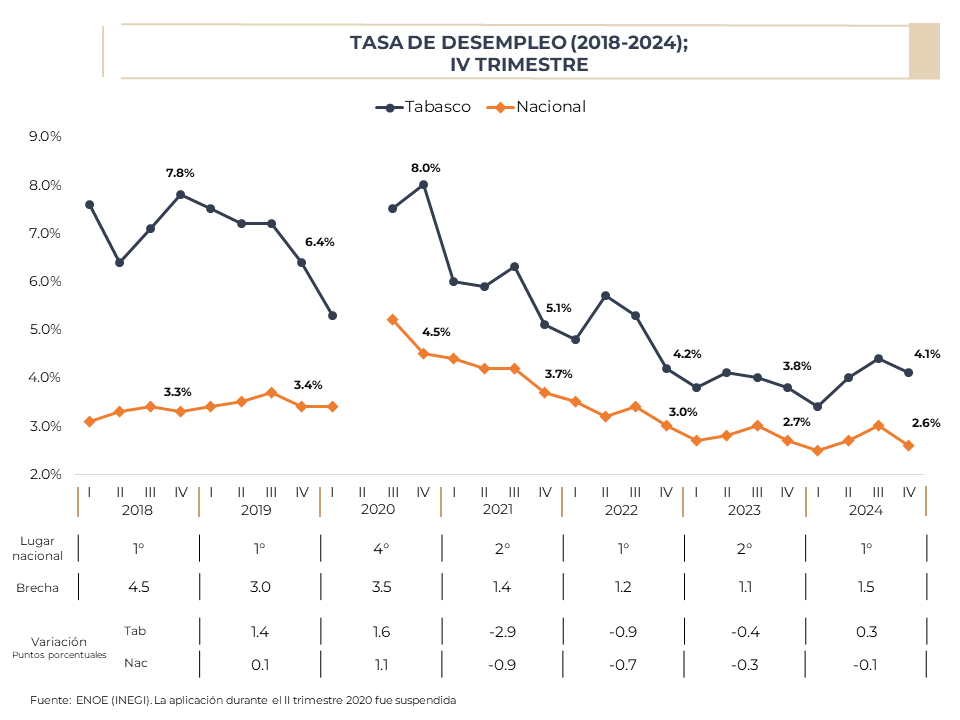 TASA DE DESEMPLEO (2018-2024);
IV TRIMESTRE
Tabasco Nacional
9.0%
8.0%
7.0%
6.0%
5.0%
4.0%
3.0%
2.0%
7.8%
6.4%
8.0%
5.1%
4.2%
3.8%
4.1%
3.3%
3.4%
4.5%
3.7%
3.0%
2.7%
2.6%
I II III IV I II III IV I II III IV I II III IV I II III IV I II III IV I II III IV
2018 2019 2020 2021 2022 2023 2024
Lugar
nacional 1° 1° 4° 2° 1° 2° 1°
Brecha 4.5 3.0 3.5 1.4 1.2 1.1 1.5
Variación
Puntos porcentuales
Tab 1.4 1.6 -2.9 -0.9 -0.4 0.3
Nac 0.1 1.1 -0.9 -0.7 -0.3 -0.1
Fuente: ENOE (INEGI). La aplicación durante el II trimestre 2020 fue suspendida